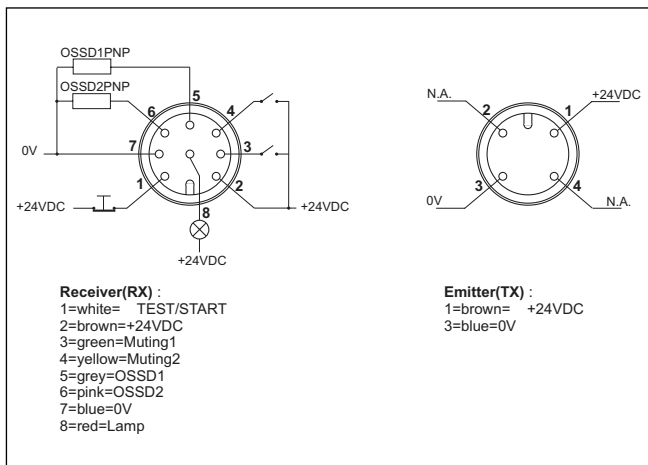 OSSD1PNP
OSSD2PNP
5
6
4
0V
7
3
1
2
+24VDC
8
+24VDC
+24VDC
N.A.
+24VDC
2
1
3
4
0V
N.A.
Receiver(RX) :
1=white= TEST/START
2=brown=+24VDC
3=green=Muting1
4=yellow=Muting2
5=grey=OSSD1
6=pink=OSSD2
7=blue=0V
8=red=Lamp
Emitter(TX) :
1=brown= +24VDC
3=blue=0V